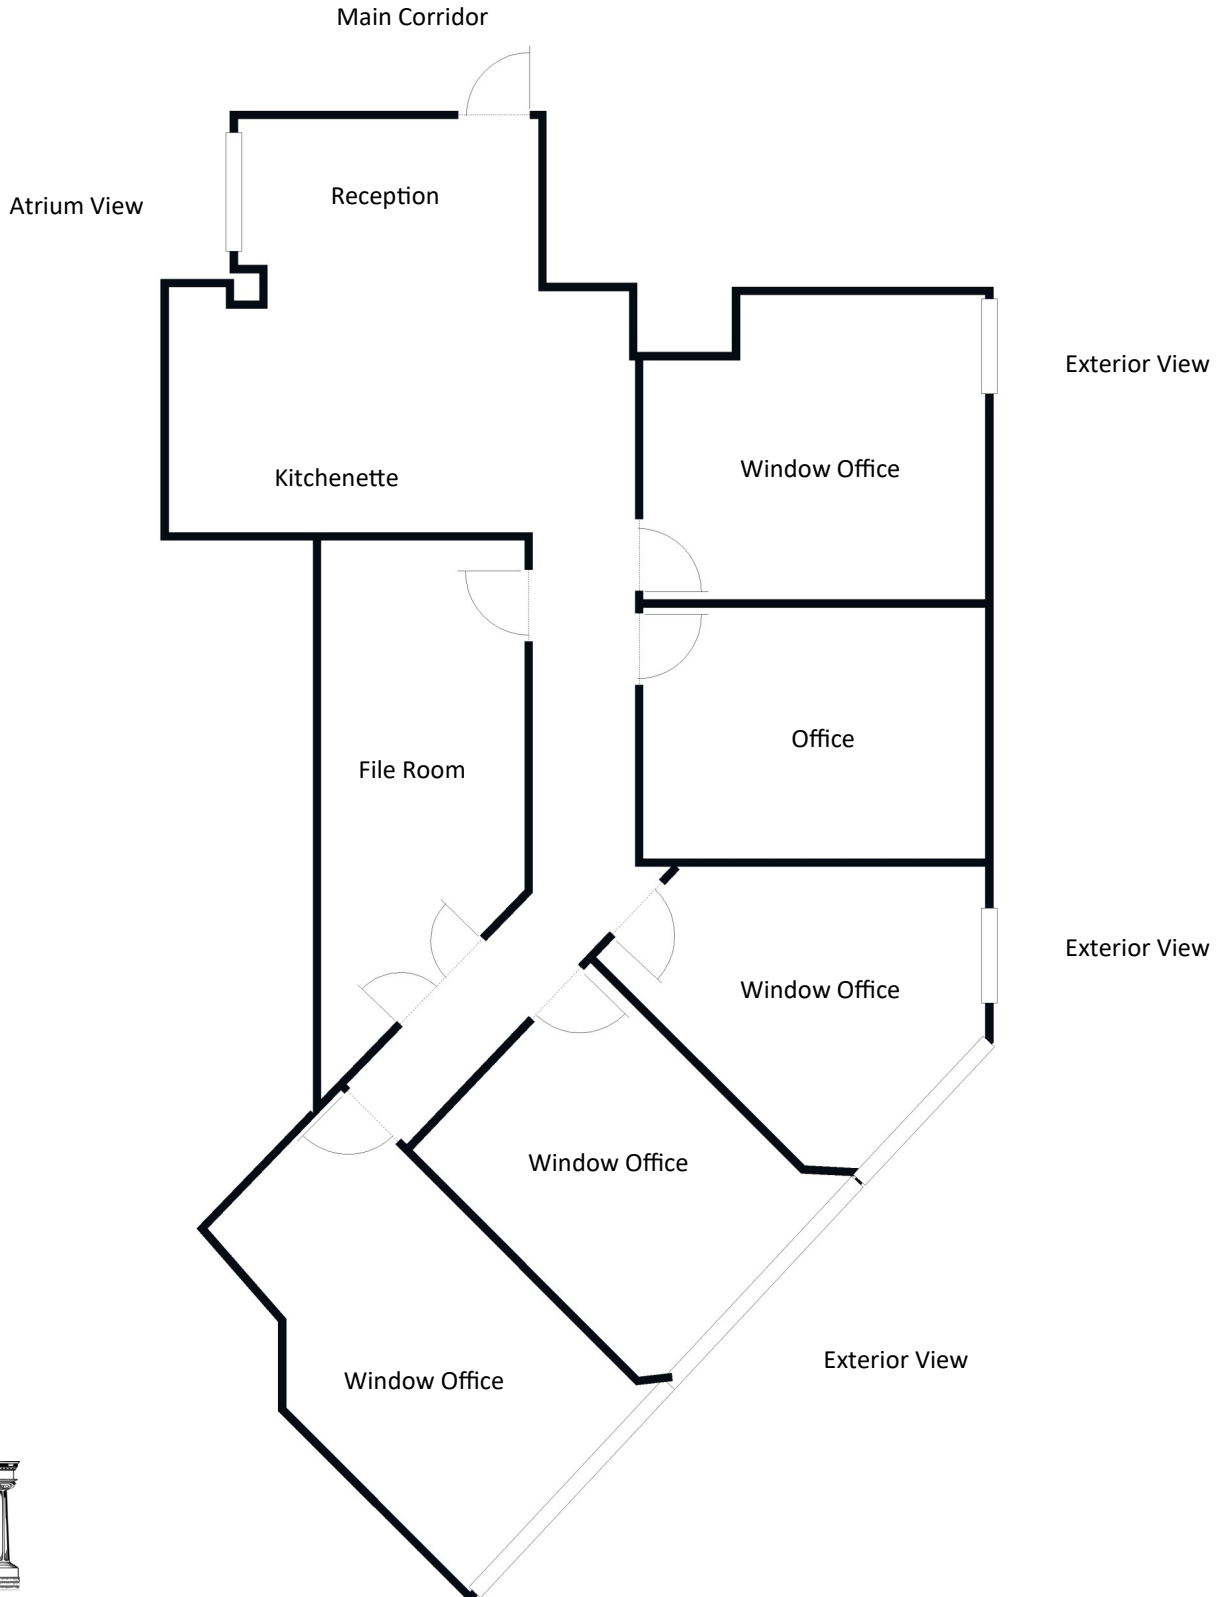 Main Corridor
Reception
Atrium View
Exterior View
Window Office
Kitchenette
Office
File Room
Exterior View
Window Office
Window Office
Exterior View
Window Office